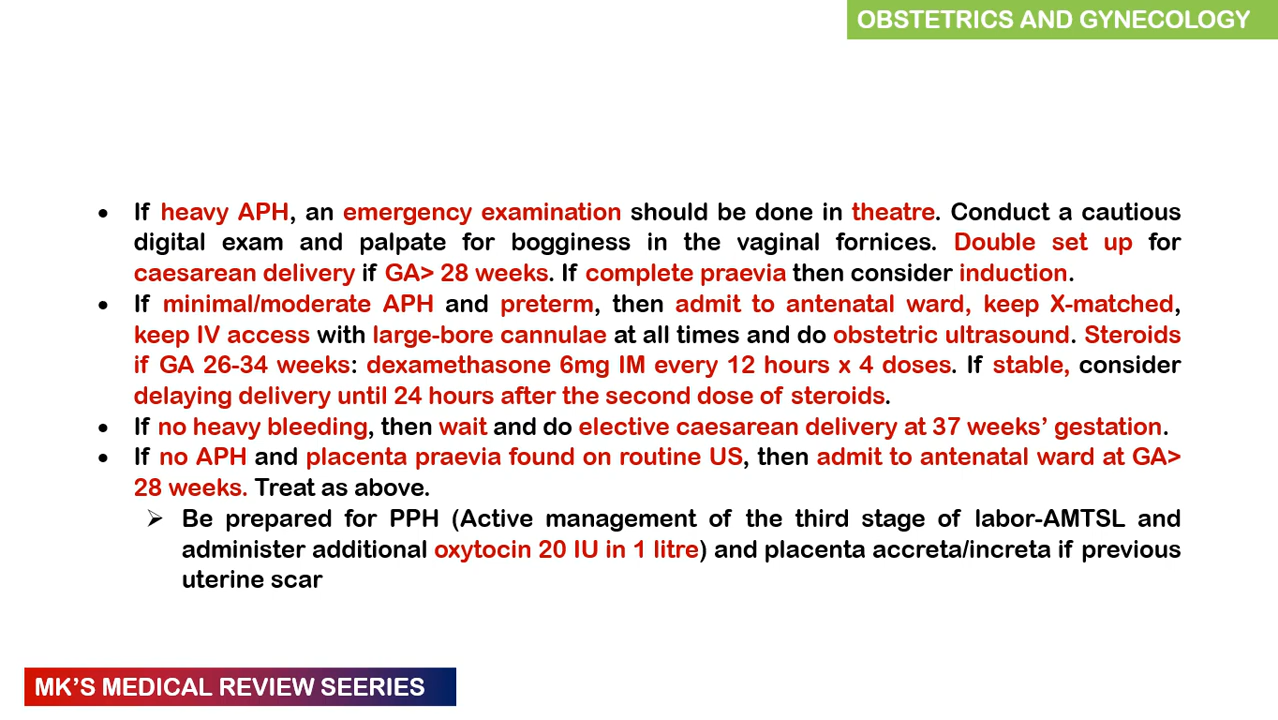 OBSTETRICS AND GYNECOLOGY
• If heavy APH, an emergency examination should be done in theatre. Conduct a cautious
digital exam and palpate for bogginess in the vaginal fornices. Double set up for
caesarean delivery if GA> 28 weeks. If complete praevia then consider induction.
• If minimal/moderate APH and preterm, then admit to antenatal ward, keep X-matched,
keep IV access with large-bore cannulae at all times and do obstetric ultrasound. Steroids
if GA 26-34 weeks: dexamethasone 6mg IM every 12 hours x 4 doses. If stable, consider
delaying delivery until 24 hours after the second dose of steroids.
• If no heavy bleeding, then wait and do elective caesarean delivery at 37 weeks’ gestation.
• If no APH and placenta praevia found on routine US, then admit to antenatal ward at GA>
28 weeks. Treat as above.
➢ Be prepared for PPH (Active management of the third stage of labor-AMTSL and
administer additional oxytocin 20 IU in 1 litre) and placenta accreta/increta if previous
uterine scar
MK’S MEDICAL REVIEW SEERIES